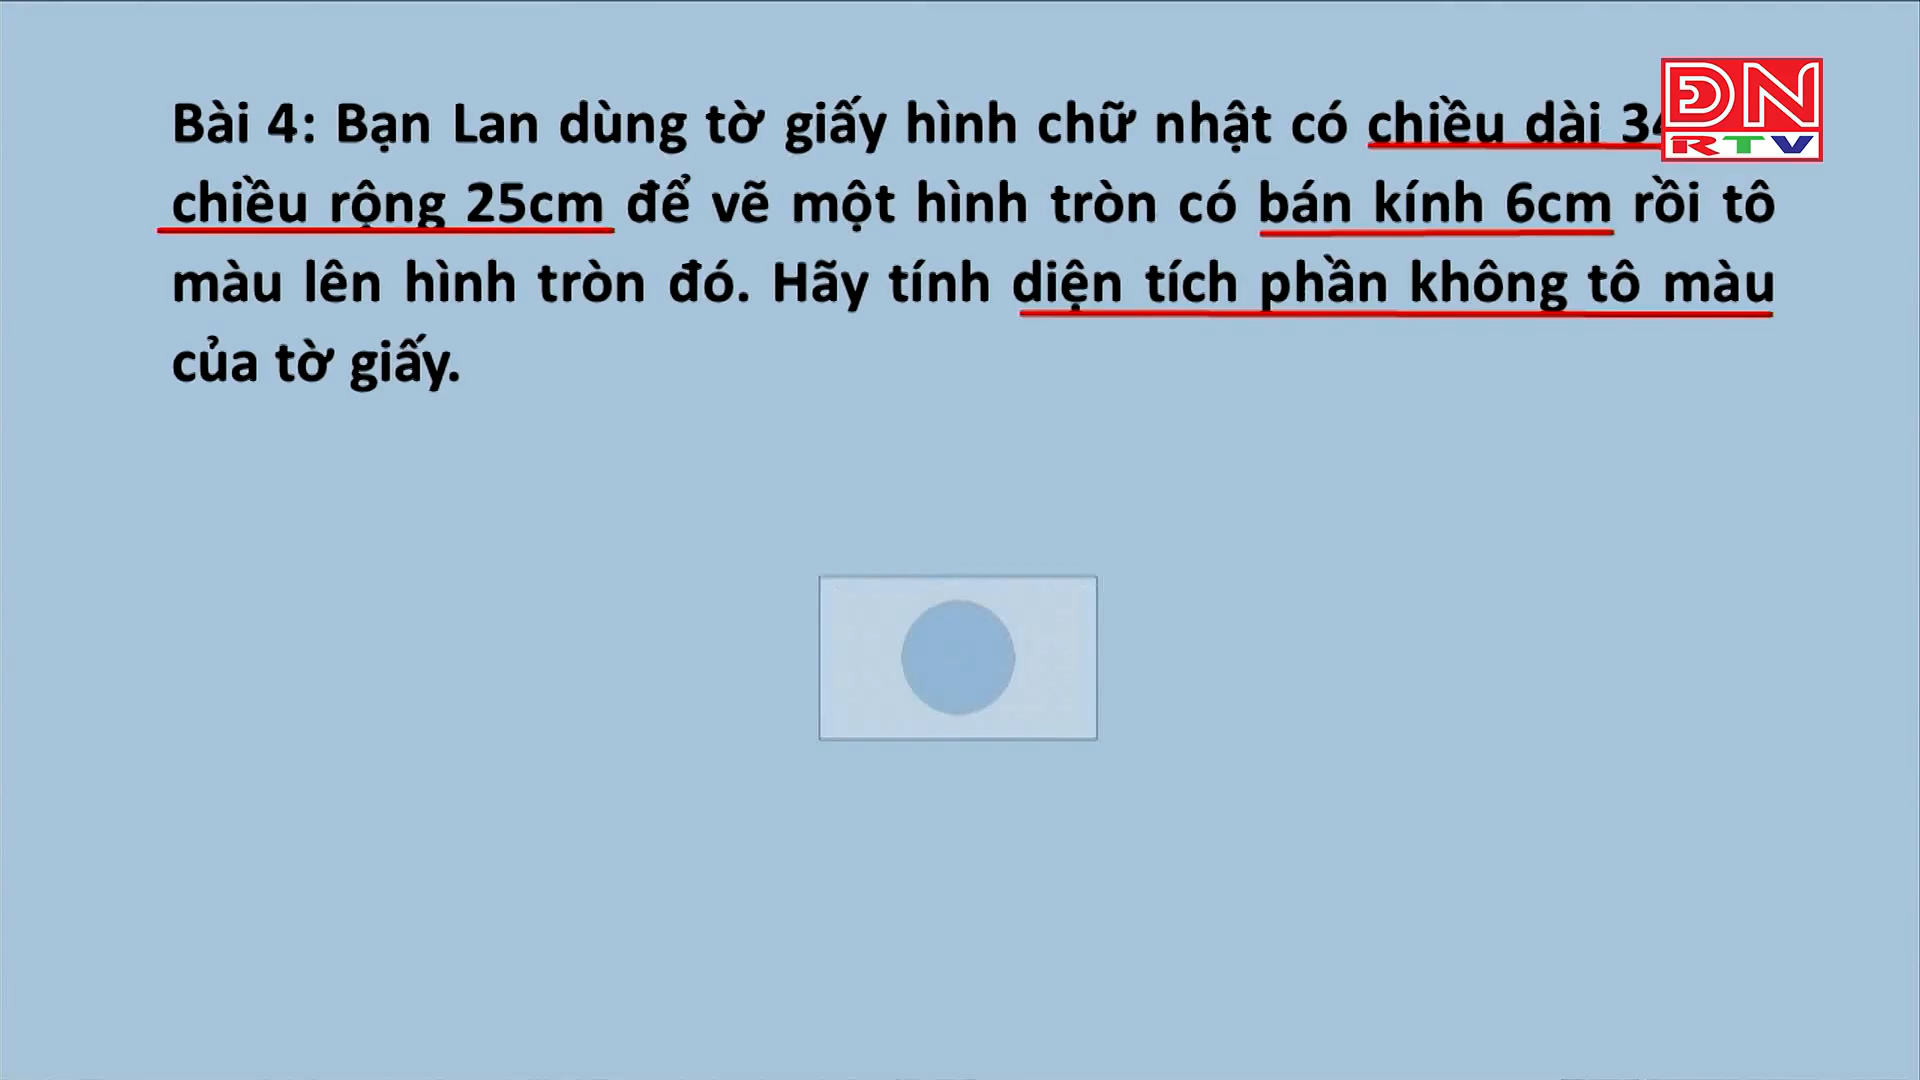 Bài 4: Bạn Lan dùng tờ giấy hình chữ nhật có chiều dài
chiều rộng 25cm để vẽ một hình tròn có bán kính 6cm rồi tô
màu lên hình tròn đó. Hãy tính diện tích phần không tô màu
của tờ giấy.
ĐN
RTV